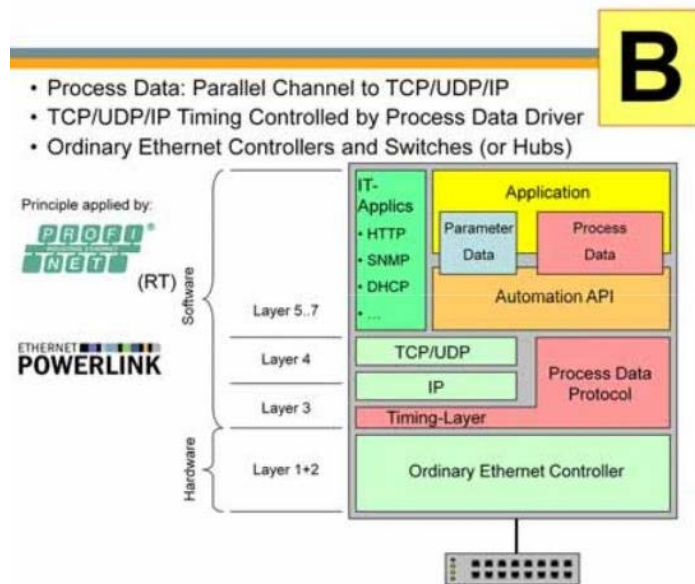 B
• Process Data: Parallel Channel to TCP/UDP/IP
• TCP/UDP/IP Timing Controlled by Process Data Driver
• Ordinary Ethernet Controllers and Switches (or Hubs)
Principle applied by:
PROFI
NET
®
(RT)
ETHERNET
POWERLINK
Software
Hardware
Layer 5..7
Layer 4
Layer 3
Layer 1+2
IT-
Applics
• HTTP
• SNMP
• DHCP
• ...
Application
Parameter
Data
Process
Data
Automation API
TCP/UDP
IP
Process Data
Protocol
Timing-Layer
Ordinary Ethernet Controller